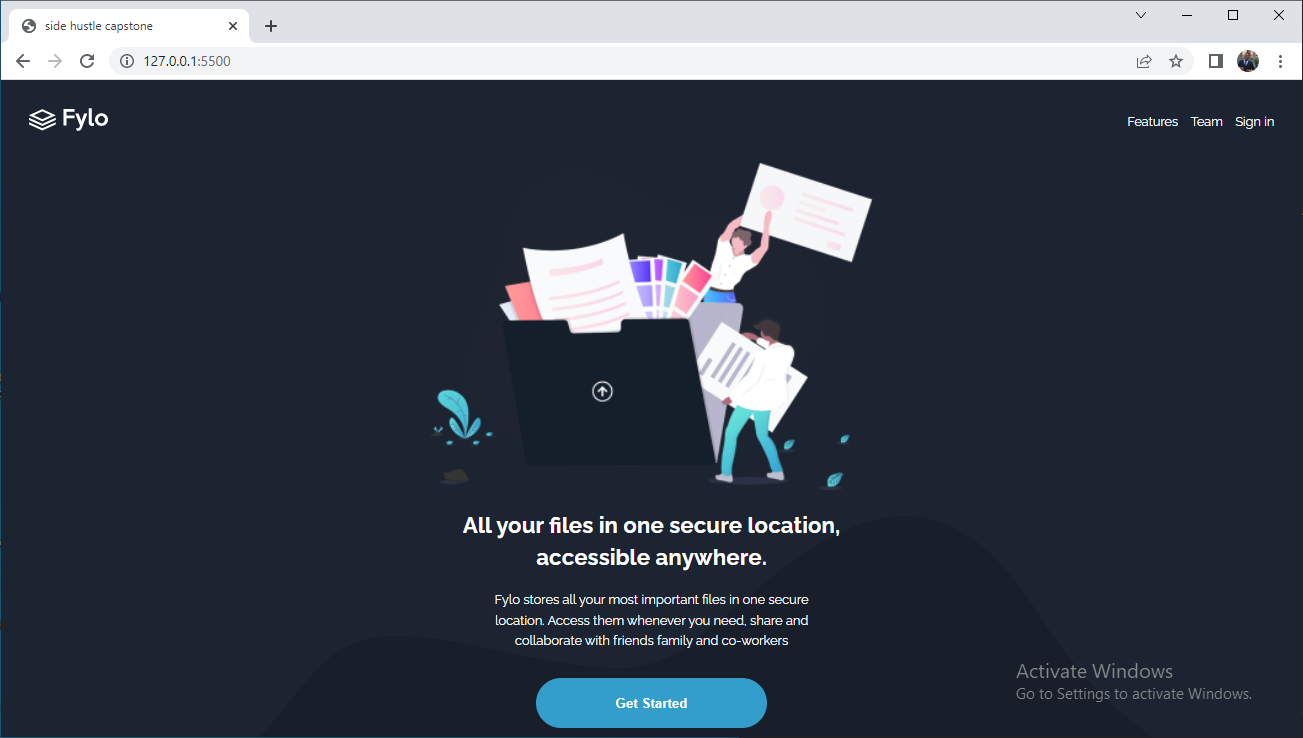 side hustle capstone
127.0.0.1:5500
Fylo
Features Team Sign in
All your files in one secure location,
accessible anywhere.
Fylo stores all your most important files in one secure
location. Access them whenever you need, share and
collaborate with friends family and co-workers
Get Started
Activate Windows
Go to Settings to activate Windows.